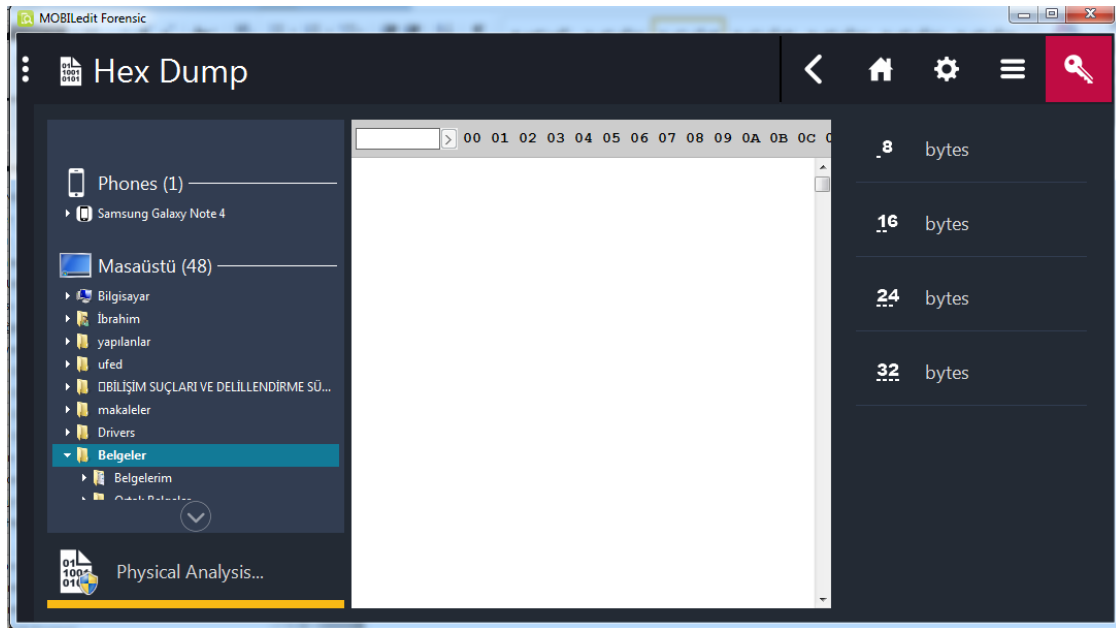 MOBILedit Forensic
Hex Dump
00 01 02 03 04 05 06 07 08 09 0A 0B 0C
Phones (1)
Samsung Galaxy Note 4
Masaüstü (48)
Bilgisayar
İbrahim
yapılanlar
ufed
BİLİŞİM SUÇLARI VE DELİLLENDİRME SÜ...
makaleler
Drivers
Belgeler
Belgelerim
Ortak Belgeler
Physical Analysis...
8 bytes
16 bytes
24 bytes
32 bytes